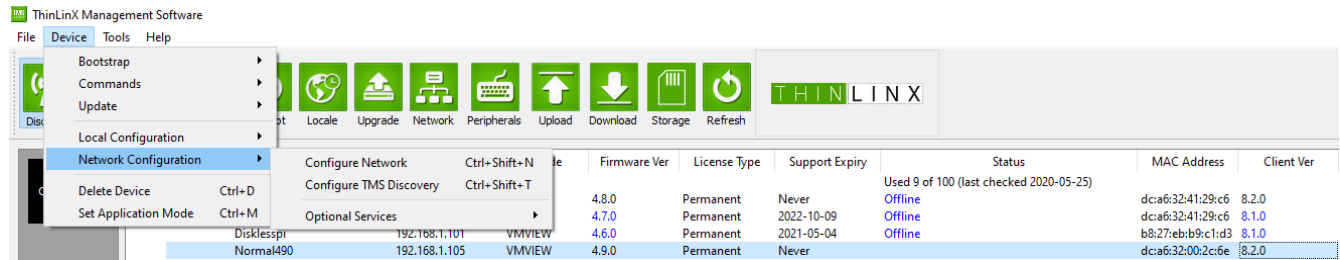 ThinLinX Management Software
File Device Tools Help
Bootstrap
Commands
Update
Local Configuration
Network Configuration
Delete Device Ctrl+D
Set Application Mode Ctrl+M
Configure Network Ctrl+Shift+N
Configure TMS Discovery Ctrl+Shift+T
Optional Services
Locale Upgrade Network Peripherals Upload Download Storage Refresh
THINLINX
Firmware Ver License Type Support Expiry Status MAC Address Client Ver
Used 9 of 100 (last checked 2020-05-25)
4.8.0 Permanent Never Offline dc:a6:32:41:29:c6 8.2.0
4.7.0 Permanent 2022-10-09 Offline dc:a6:32:41:29:c6 8.1.0
Disklesspi 192.168.1.101 VMVIEW 4.6.0 Permanent 2021-05-04 Offline b8:27:eb:b9:c1:d3 8.1.0
Normal490 192.168.1.105 VMVIEW 4.9.0 Permanent Never dc:a6:32:00:2c:6e 8.2.0